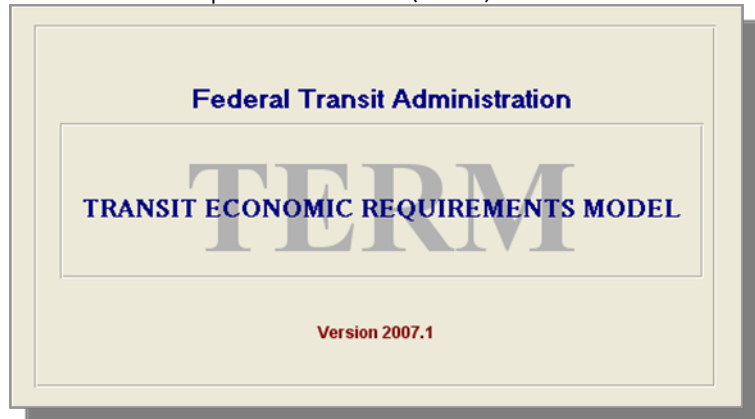 Federal Transit Administration
TERM
TRANSIT ECONOMIC REQUIREMENTS MODEL
Version 2007.1